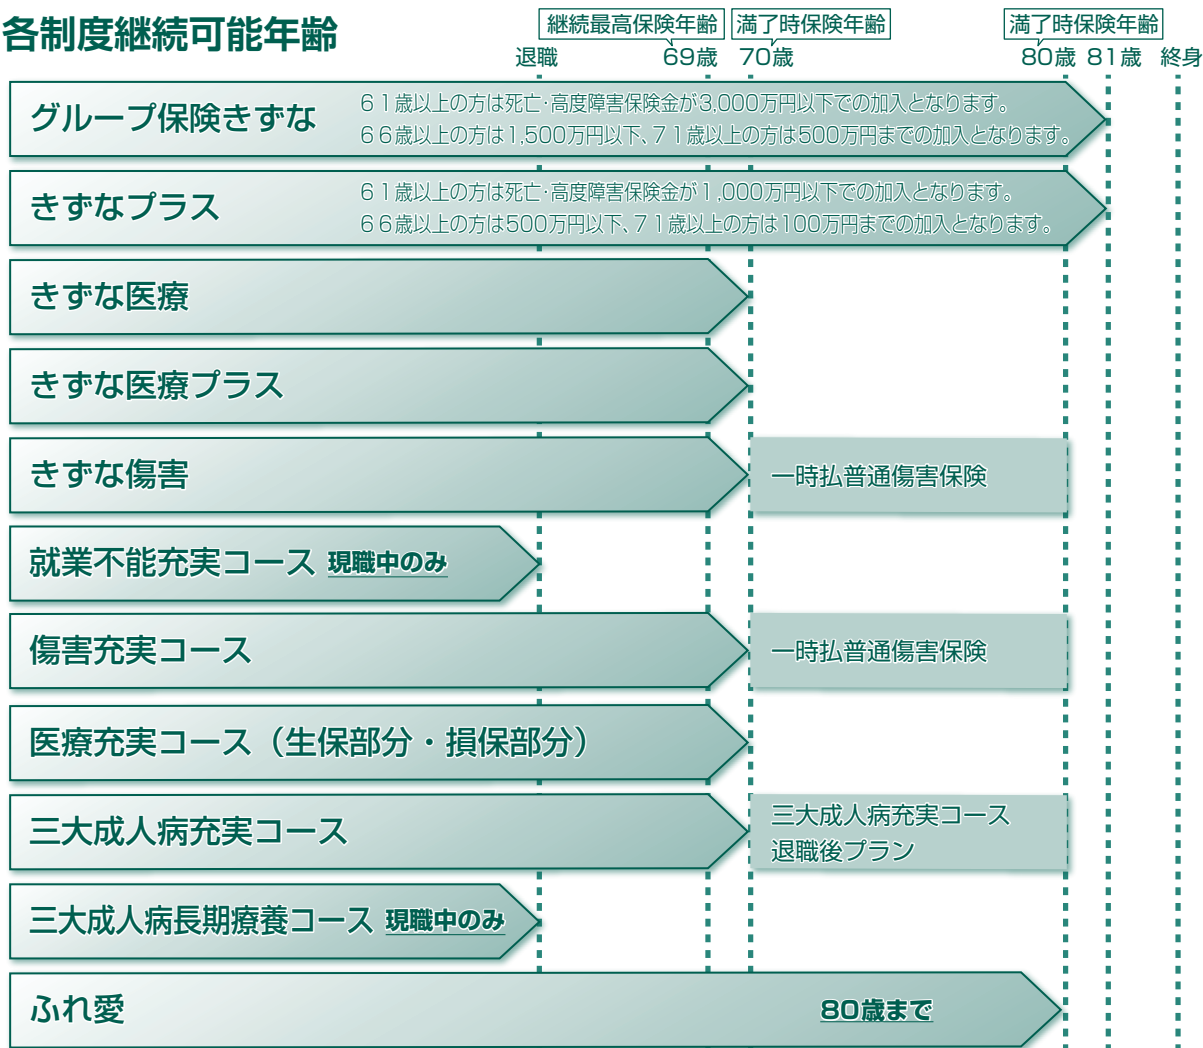 各制度継続可能年齢
継続最高保険年齢 満了時保険年齢 満了時保険年齢
退職 69歳 70歳 80歳 81歳 終身
グループ保険きずな
６１歳以上の方は死亡・高度障害保険金が3,000万円以下での加入となります。
６６歳以上の方は1,500万円以下、７１歳以上の方は500万円までの加入となります。
きずなプラス
６１歳以上の方は死亡・高度障害保険金が1,000万円以下での加入となります。
６６歳以上の方は500万円以下、７１歳以上の方は100万円までの加入となります。
きずな医療
きずな医療プラス
きずな傷害 一時払普通傷害保険
就業不能充実コース 現職中のみ
傷害充実コース 一時払普通傷害保険
医療充実コース（生保部分・損保部分）
三大成人病充実コース
三大成人病充実コース
退職後プラン
三大成人病長期療養コース 現職中のみ
ふれ愛 80歳まで